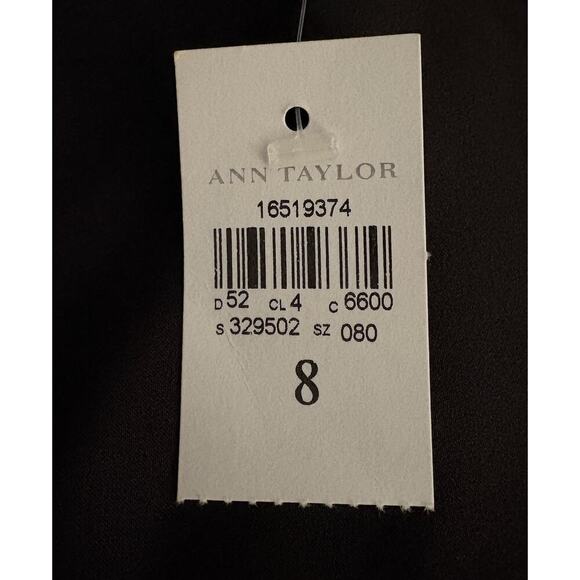 ANN TAYLOR
16519374
D 52 CL 4 C 6600
S 329502 SZ 080
8